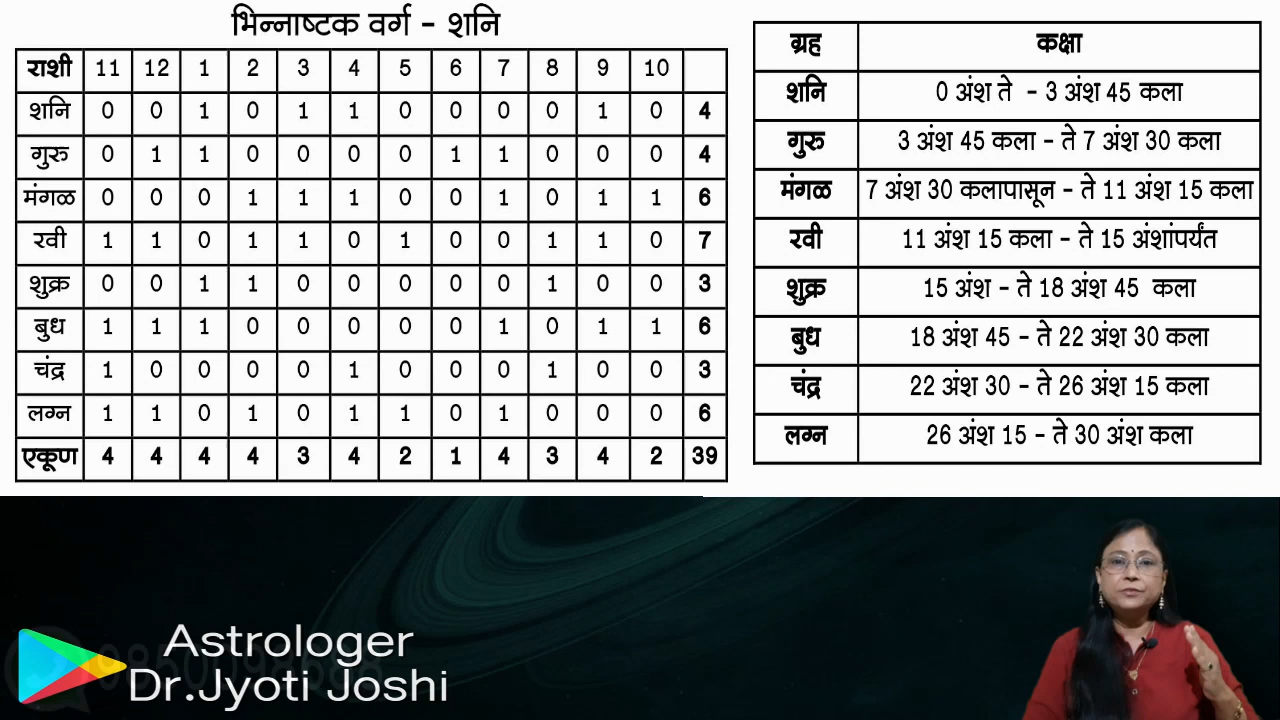 भिन्नाष्टक वर्ग - शनि
राशी 11 12 1 2 3 4 5 6 7 8 9 10
शनि 0 0 1 0 1 1 0 0 0 0 1 0 4
गुरु 0 1 1 0 0 0 0 1 1 0 0 0 4
मंगळ 0 0 0 1 1 1 0 0 1 0 1 1 6
रवी 1 1 0 1 1 0 1 0 0 1 1 0 7
शुक्र 0 0 1 1 0 0 0 0 0 1 0 0 3
बुध 1 1 1 0 0 0 0 0 1 0 1 1 6
चंद्र 1 0 0 0 0 1 0 0 0 1 0 0 3
लग्न 1 1 0 1 0 1 1 0 1 0 0 0 6
एकूण 4 4 4 4 3 4 2 1 4 3 4 2 39
ग्रह कक्षा
शनि 0 अंश ते - 3 अंश 45 कला
गुरु 3 अंश 45 कला - ते 7 अंश 30 कला
मंगळ 7 अंश 30 कलापासून - ते 11 अंश 15 कला
रवी 11 अंश 15 कला - ते 15 अंशांपर्यंत
शुक्र 15 अंश - ते 18 अंश 45 कला
बुध 18 अंश 45 - ते 22 अंश 30 कला
चंद्र 22 अंश 30 - ते 26 अंश 15 कला
लग्न 26 अंश 15 - ते 30 अंश कला
Astrologer
Dr.Jyoti Joshi